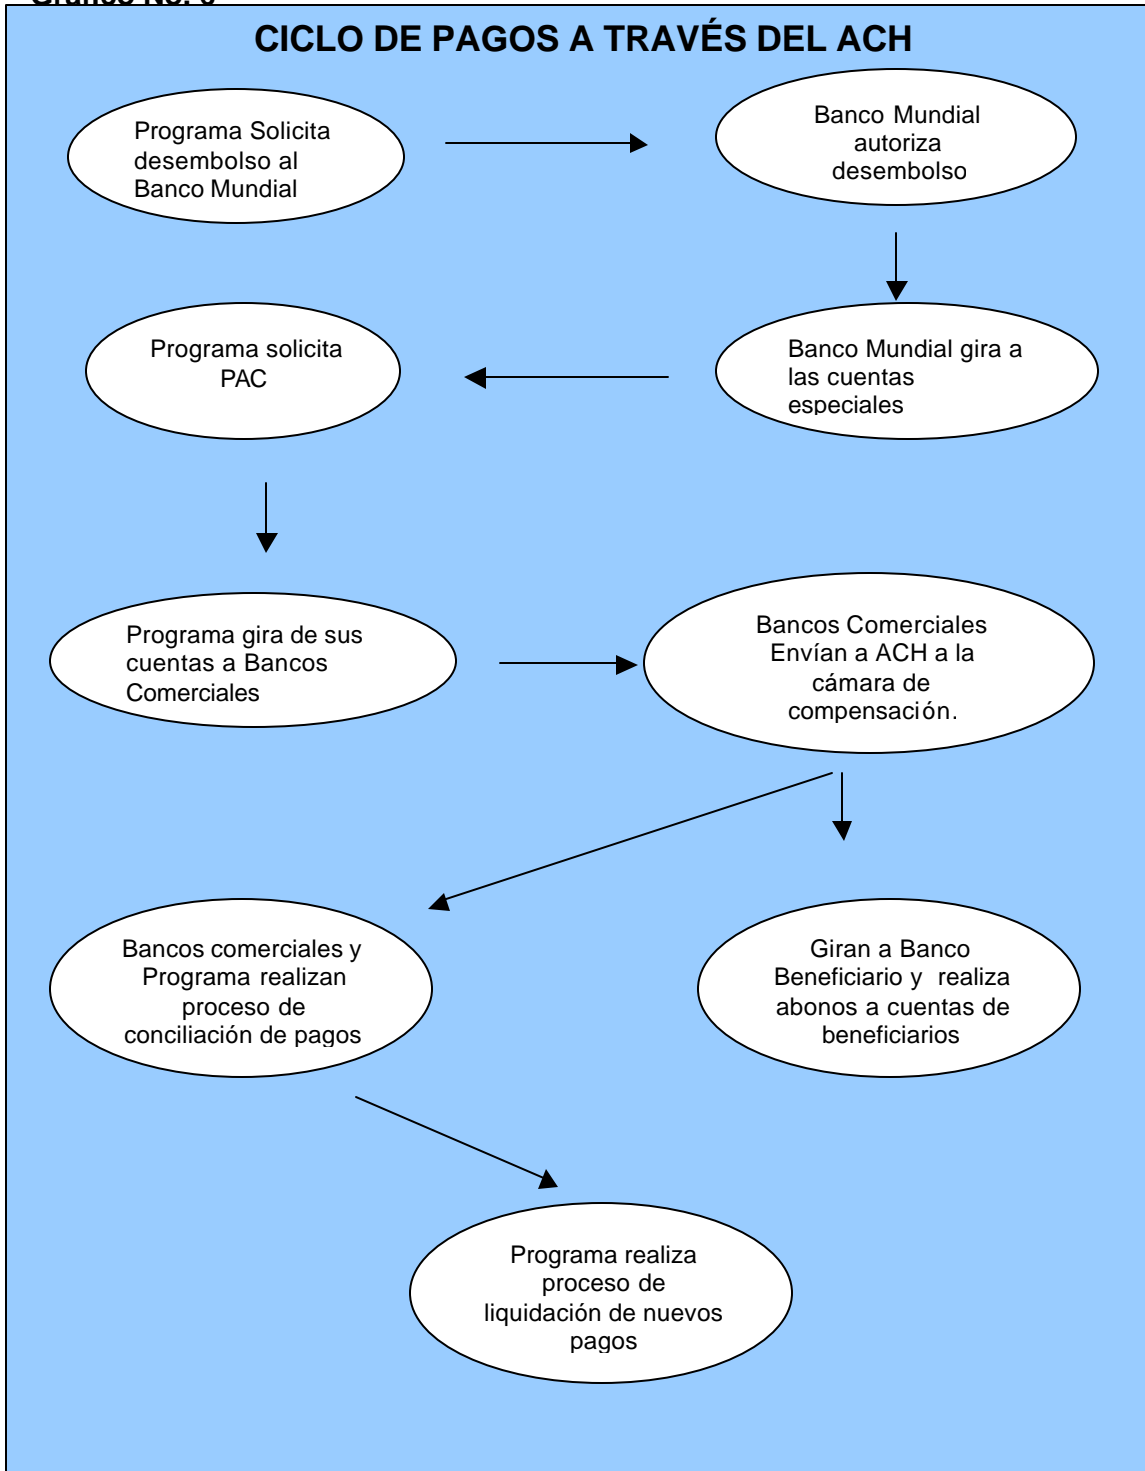 CICLO DE PAGOS A TRAVÉS DEL ACH
Programa Solicita
desembolso al
Banco Mundial
Banco Mundial
autoriza
desembolso
Programa solicita
PAC
Banco Mundial gira a
las cuentas
especiales
Programa gira de sus
cuentas a Bancos
Comerciales
Bancos Comerciales
Envían a ACH a la
cámara de
compensación.
Bancos comerciales y
Programa realizan
proceso de
conciliación de pagos
Giran a Banco
Beneficiario y realiza
abonos a cuentas de
beneficiarios
Programa realiza
proceso de
liquidación de nuevos
pagos